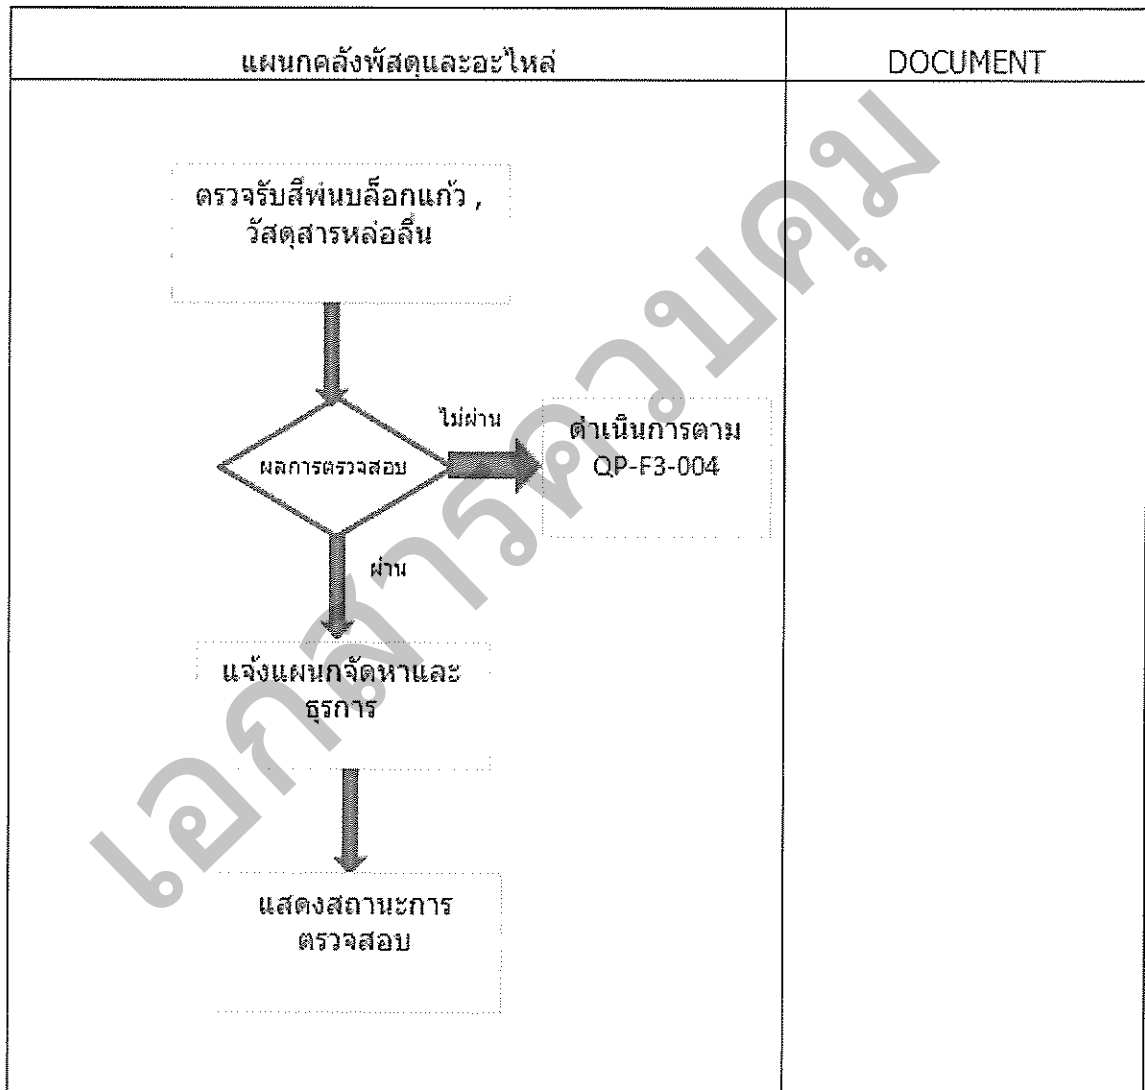 แผนกคลังพัสดุและอะไหล่
DOCUMENT
ตรวจรับสีพ่นบล็อกแก้ว ,
วัสดุสารหล่อลื่น
ผลการตรวจสอบ
ไม่ผ่าน
ดำเนินการตาม
QP-F3-004
ผ่าน
แจ้งแผนกจัดหาและ
ธุรการ
แสดงสถานะการ
ตรวจสอบ
เอกสารควบคุม